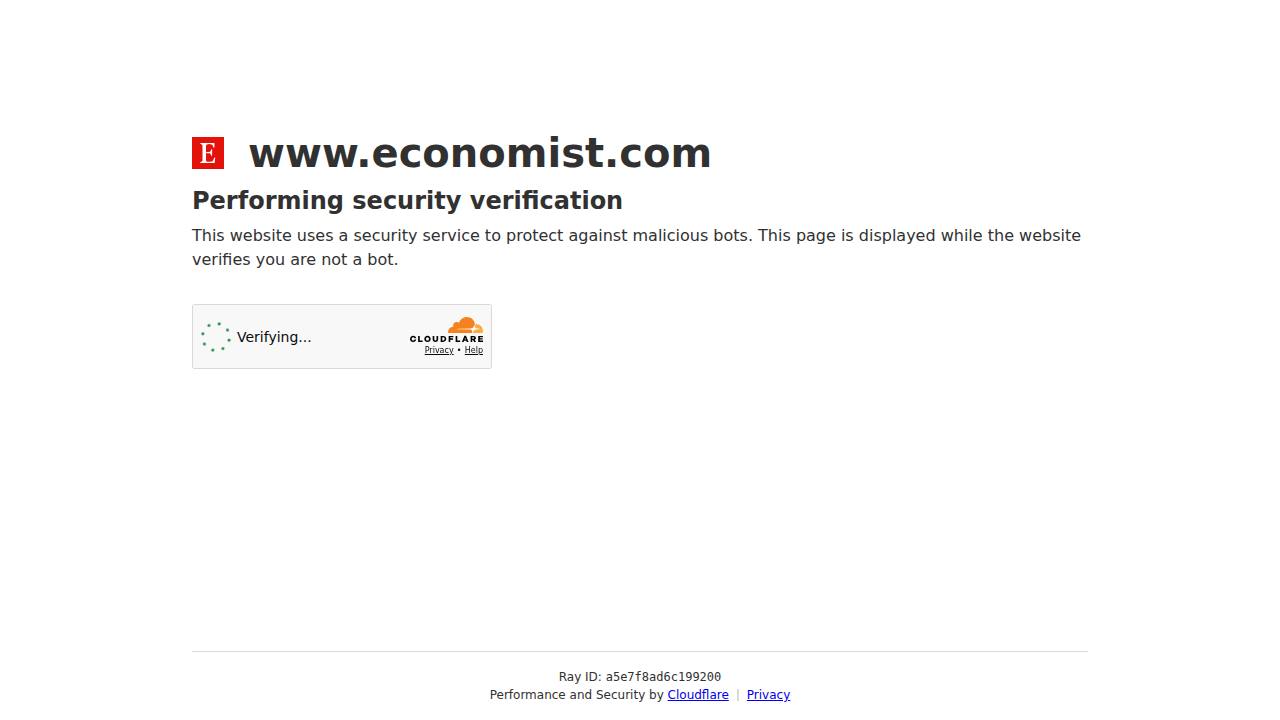 E www.economist.com
Performing security verification
This website uses a security service to protect against malicious bots. This page is displayed while the website
verifies you are not a bot.
Verifying...
CLOUDFLARE
Privacy • Help
Ray ID: a5e7f8ad6c199200
Performance and Security by Cloudflare | Privacy